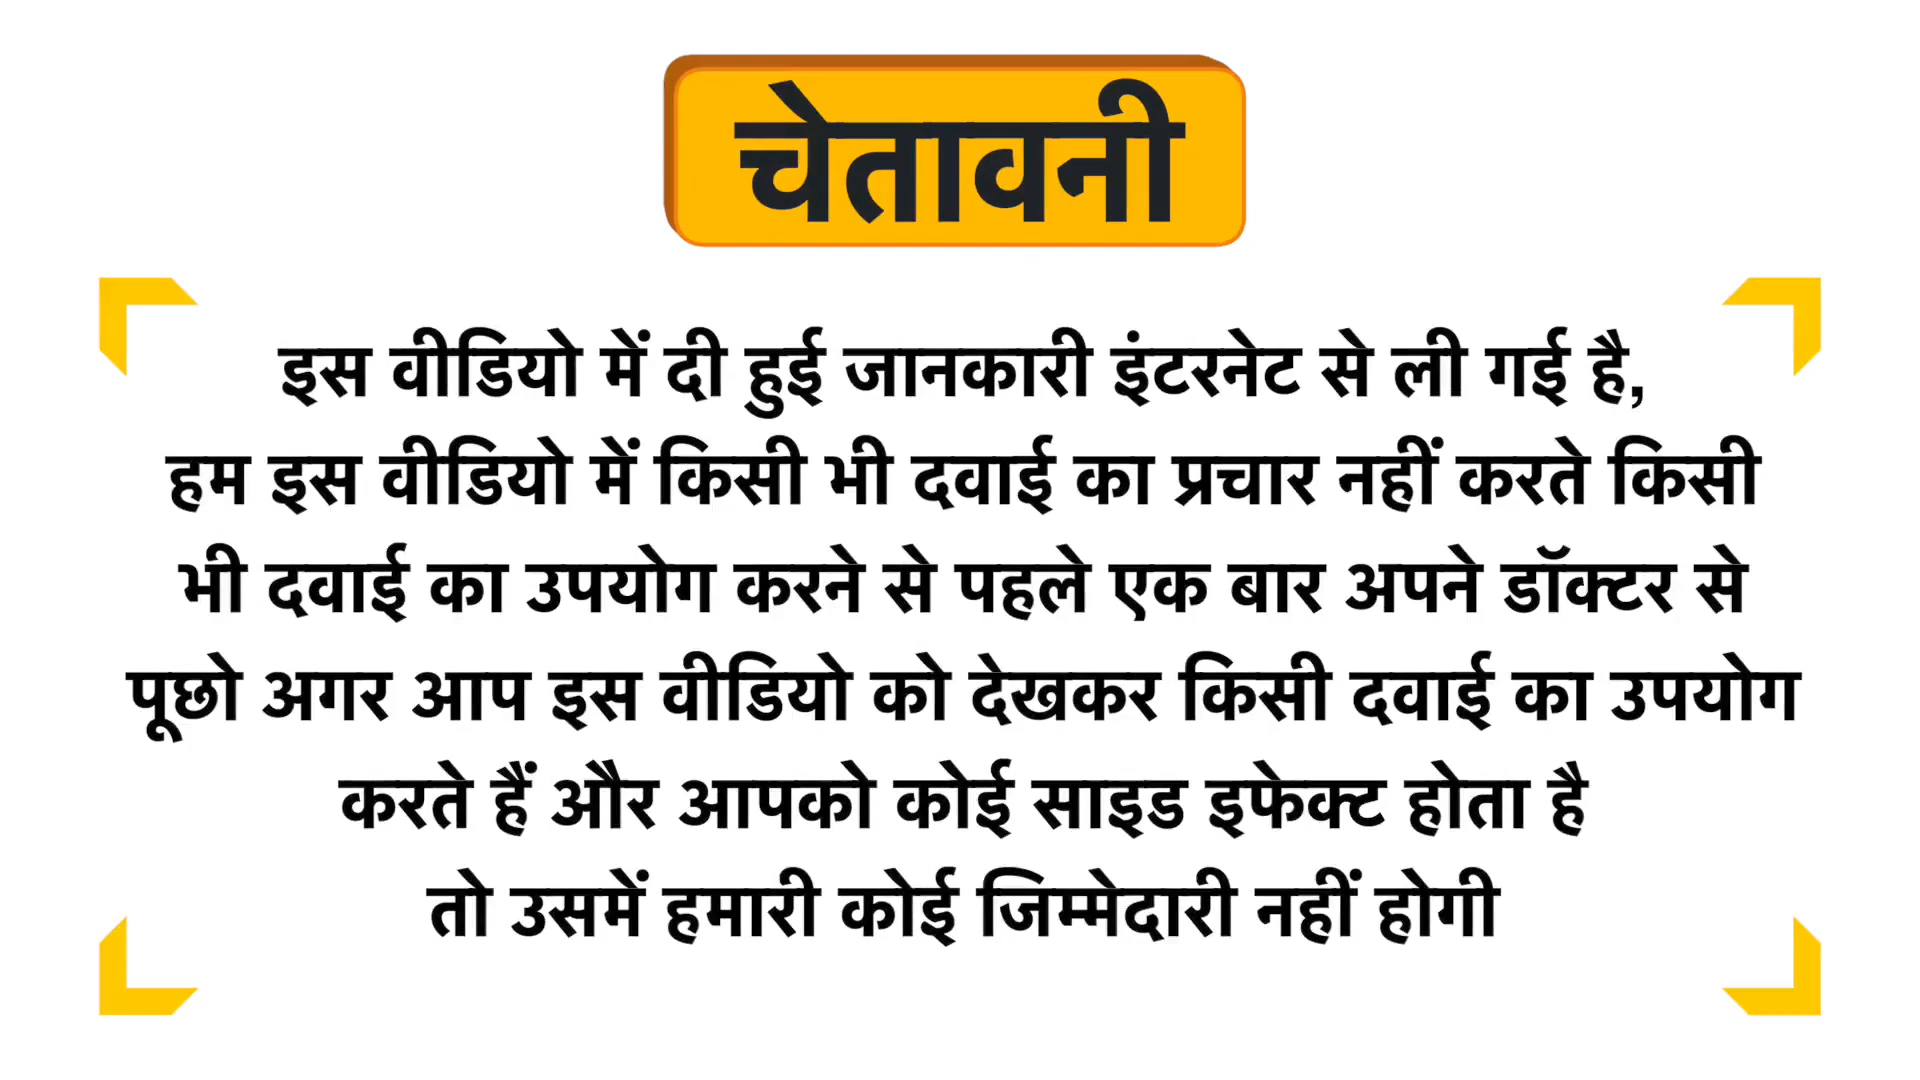 चेतावनी
इस वीडियो में दी हुई जानकारी इंटरनेट से ली गई है,
हम इस वीडियो में किसी भी दवाई का प्रचार नहीं करते किसी
भी दवाई का उपयोग करने से पहले एक बार अपने डॉक्टर से
पूछो अगर आप इस वीडियो को देखकर किसी दवाई का उपयोग
करते हैं और आपको कोई साइड इफेक्ट होता है
तो उसमें हमारी कोई जिम्मेदारी नहीं होगी